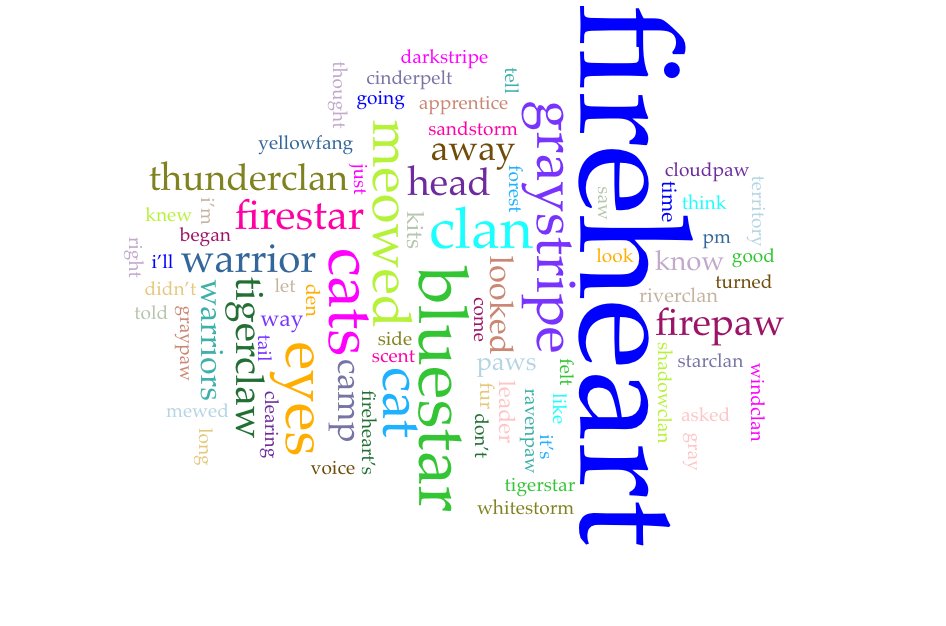 fireheart
darkstripe
thought
cinderpelt
tell
going
apprentice
graystripe
meowed
sandstorm
yellowfang
away
thunderclan
just
head
forest
cloudpaw
saw
time
think
territory
knew
i'm
firestar
kits
clan
began
pm
right
i'll
warrior
cats
look
know
good
looked
bluestar
turned
didn't
warriors
tigerclaw
let
den
riverclan
told
graypaw
way
come
firepaw
tail
side
scent
eyes
camp
cat
paws
felt
shadowclan
starclan
windclan
mewed
clearing
fireheart's
fur
leader
ravenpaw
like
asked
long
don't
it's
gray
voice
tigerstar
whitestorm